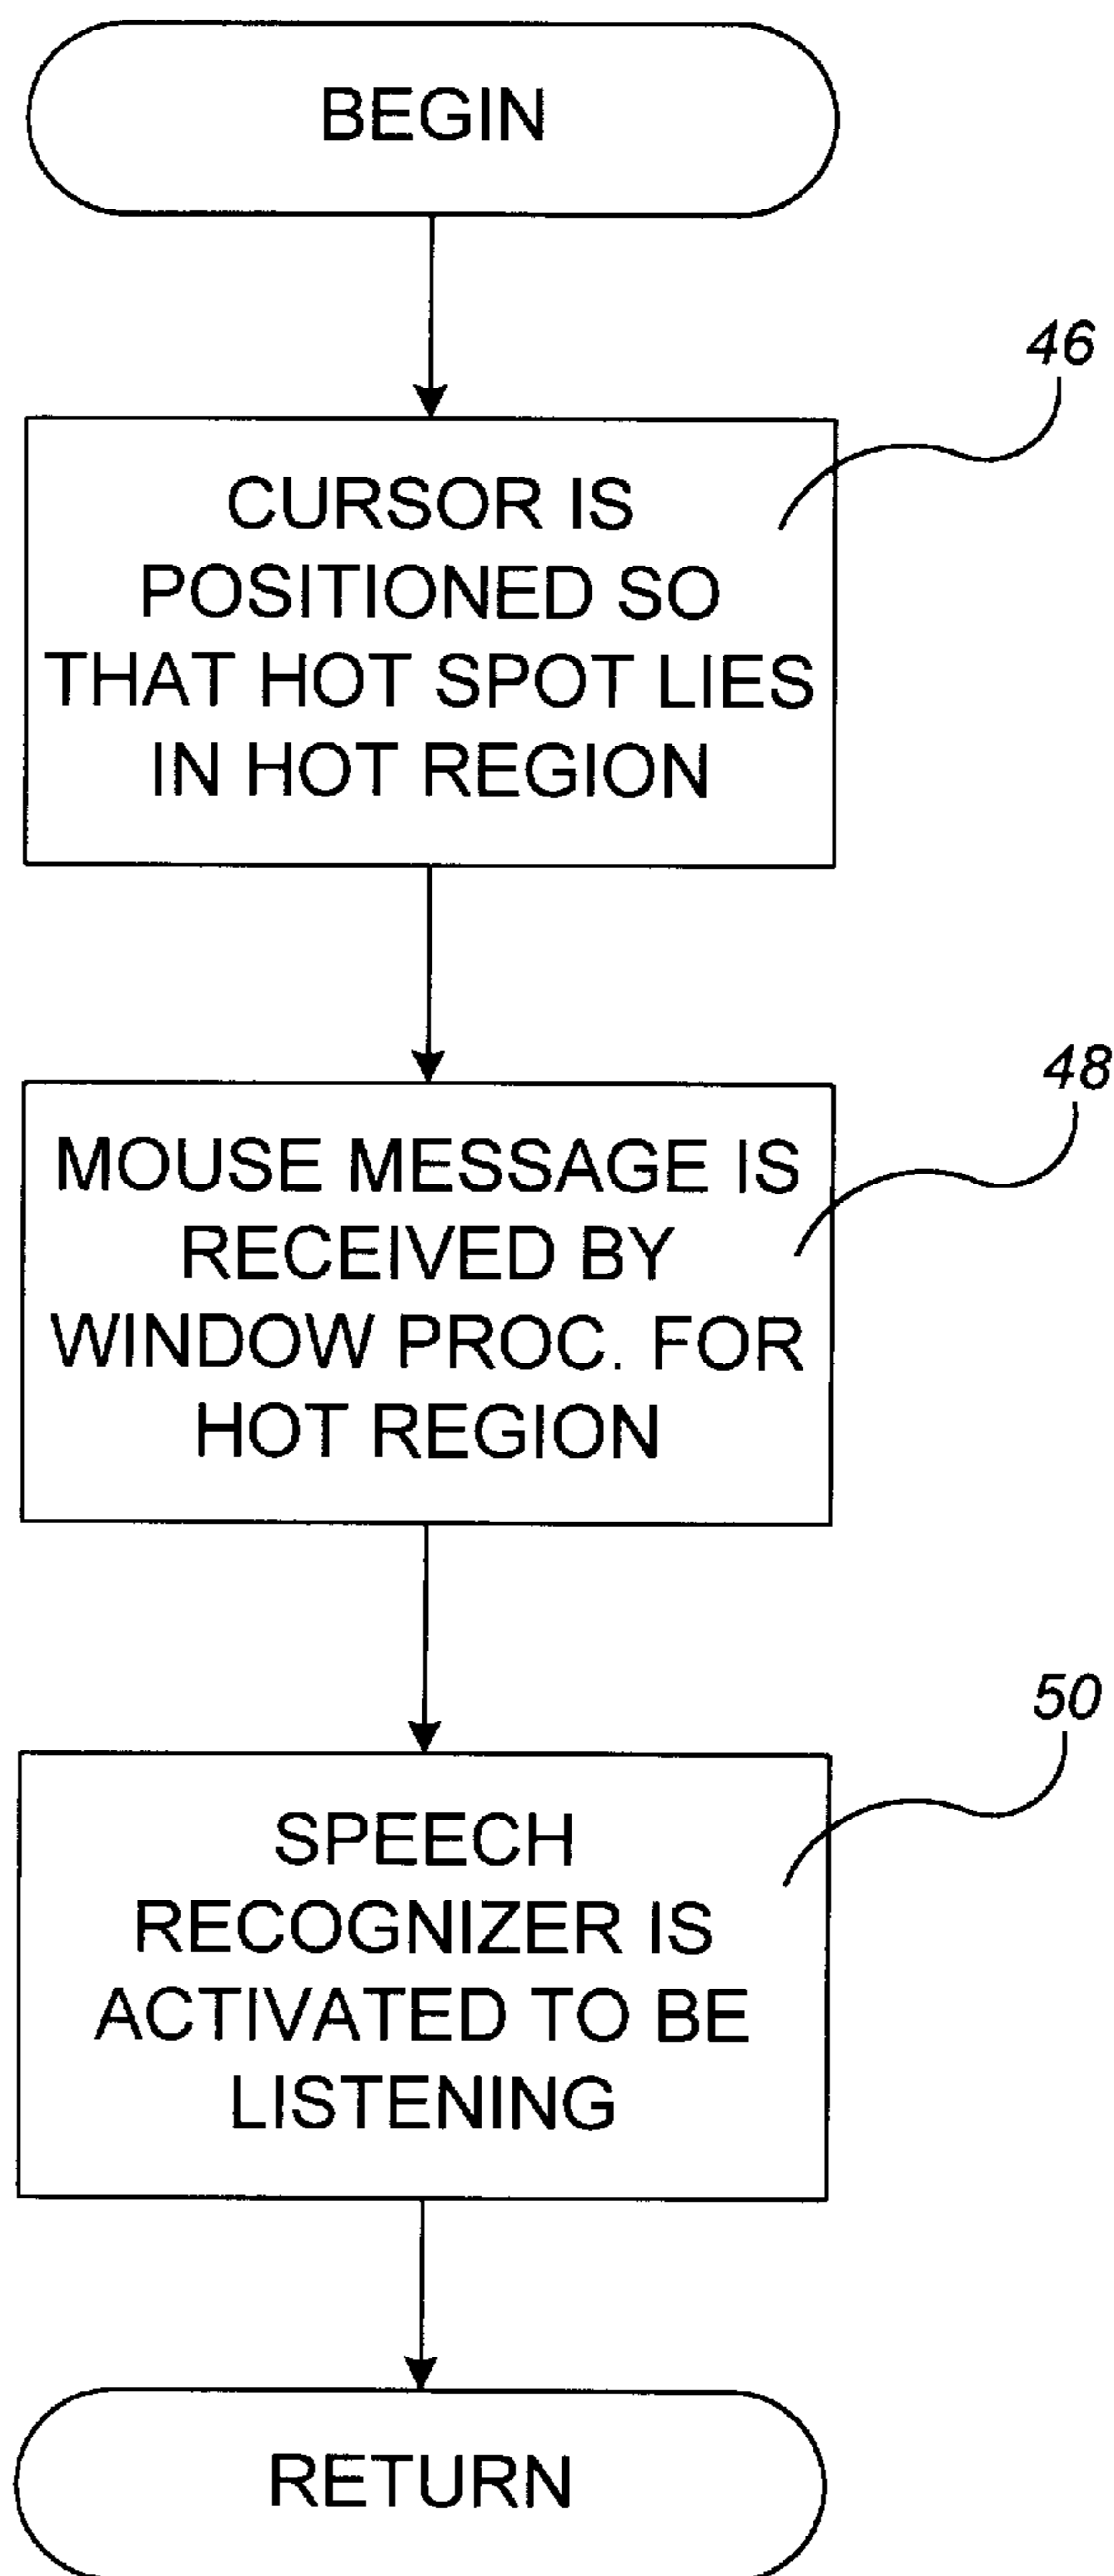 BEGIN
46
CURSOR IS
POSITIONED SO
THAT HOT SPOT LIES
IN HOT REGION
48
MOUSE MESSAGE IS
RECEIVED BY
WINDOW PROC. FOR
HOT REGION
50
SPEECH
RECOGNIZER IS
ACTIVATED TO BE
LISTENING
RETURN